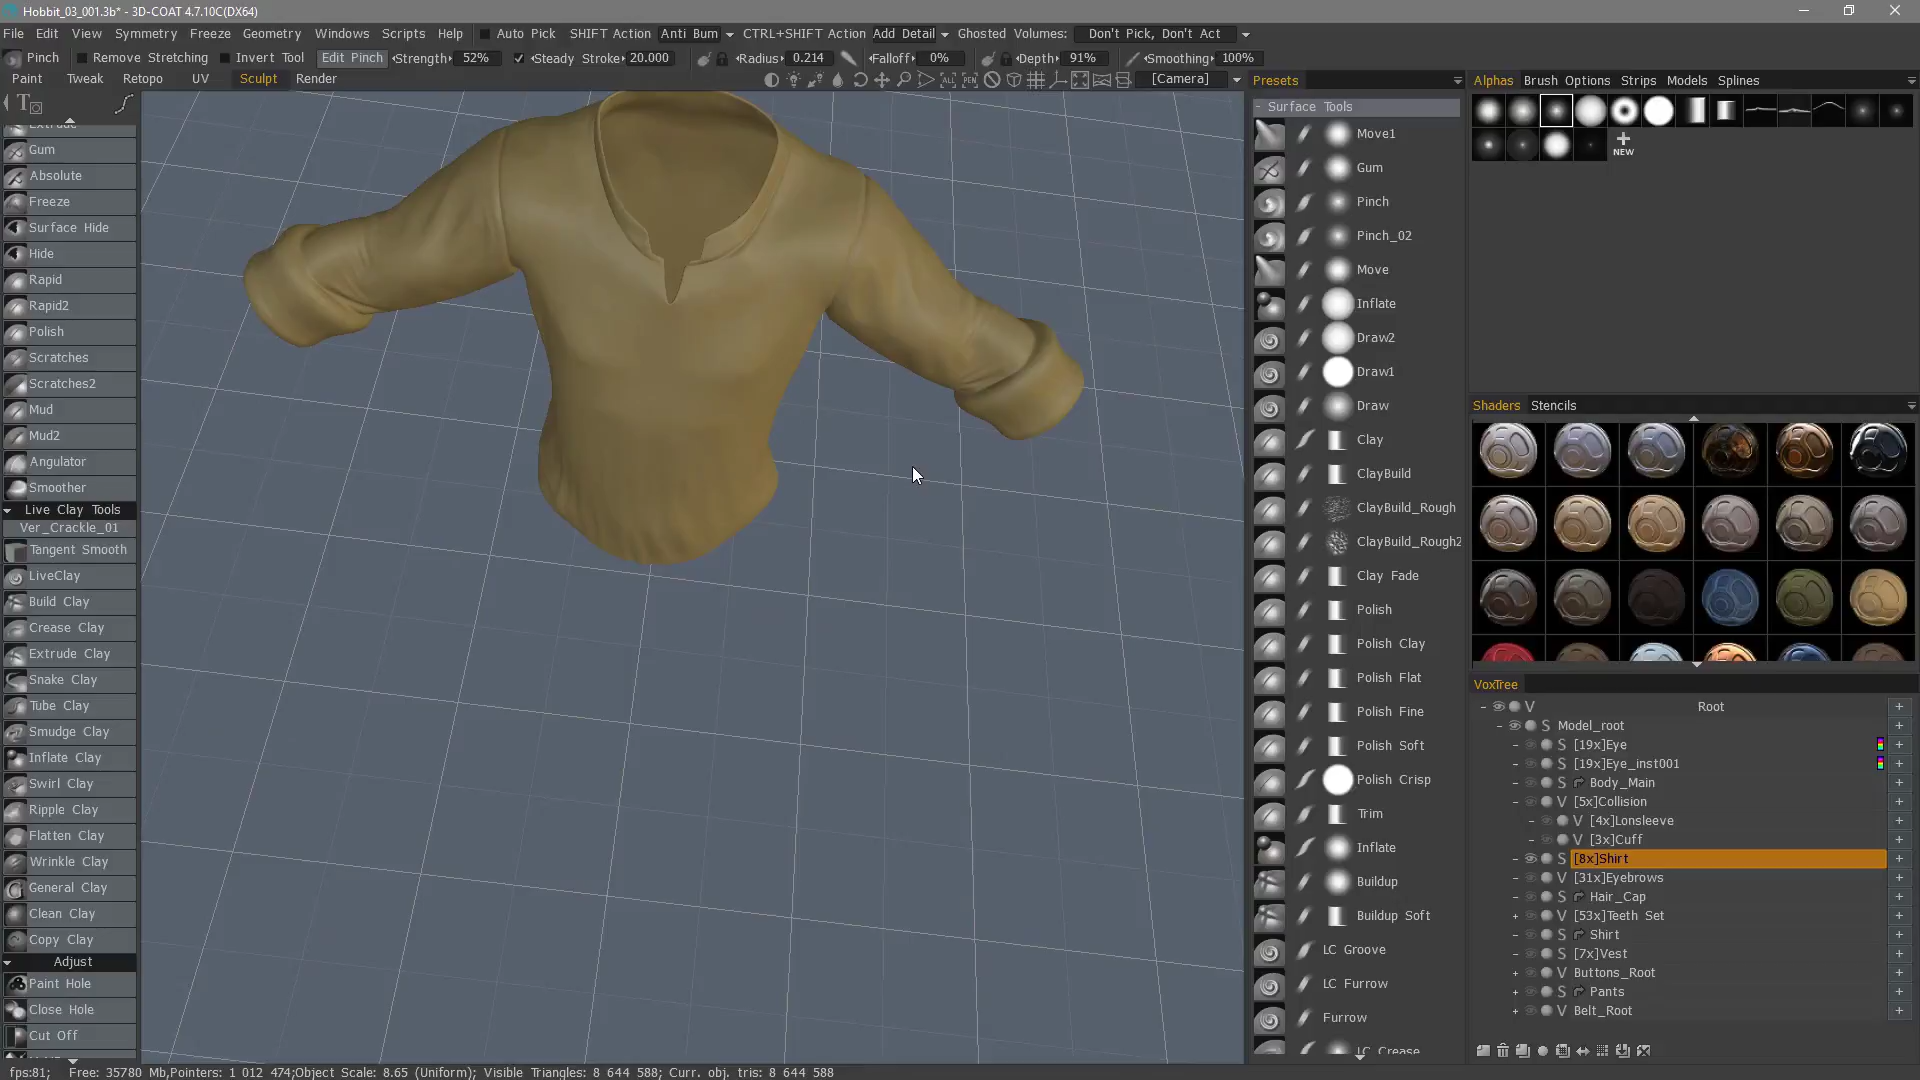 Hobbit_03_001.3b* - 3D-COAT 4.7.10C(DX64)
File Edit View Symmetry Freeze Geometry Windows Scripts Help Auto Pick SHIFT Action Anti Bum CTRL+SHIFT Action Add Detail Ghosted Volumes: Don't Pick, Don't Act
Pinch Remove Stretching Invert Tool Edit Pinch Strength: 52% Steady Stroke: 20.000 Radius: 0.214 Falloff: 0% Depth: 91% Smoothing: 100%
Paint Tweak Retopo UV Sculpt Render [Camera]
Extrude
Gum
Absolute
Freeze
Surface Hide
Hide
Rapid
Rapid2
Polish
Scratches
Scratches2
Mud
Mud2
Angulator
Smoother
Live Clay Tools
Ver_Crackle_01
Tangent Smooth
LiveClay
Build Clay
Crease Clay
Extrude Clay
Snake Clay
Tube Clay
Smudge Clay
Inflate Clay
Swirl Clay
Ripple Clay
Flatten Clay
Wrinkle Clay
General Clay
Clean Clay
Copy Clay
Adjust
Paint Hole
Close Hole
Cut Off
Presets
- Surface Tools
Move1
Gum
Pinch
Pinch_02
Move
Inflate
Draw2
Draw1
Draw
Clay
ClayBuild
ClayBuild_Rough
ClayBuild_Rough2
Clay Fade
Polish
Polish Clay
Polish Flat
Polish Fine
Polish Soft
Polish Crisp
Trim
Inflate
Buildup
Buildup Soft
LC Groove
LC Furrow
Furrow
LC Crease
Alphas Brush Options Strips Models Splines
NEW
Shaders Stencils
VoxTree
- V Root +
- S Model_root +
- S [19x]Eye +
- S [19x]Eye_inst001 +
- S Body_Main +
- V [5x]Collision +
- V [4x]Lonsleeve +
- V [3x]Cuff +
- S [8x]Shirt +
- V [31x]Eyebrows +
- S Hair_Cap +
+ V [53x]Teeth Set +
- S Shirt +
- S [7x]Vest +
+ V Buttons_Root +
+ S Pants +
+ V Belt_Root +
fps:81; Free: 35780 Mb,Pointers: 1 012 474;Object Scale: 8.65 (Uniform); Visible Triangles: 8 644 588; Curr. obj. tris: 8 644 588